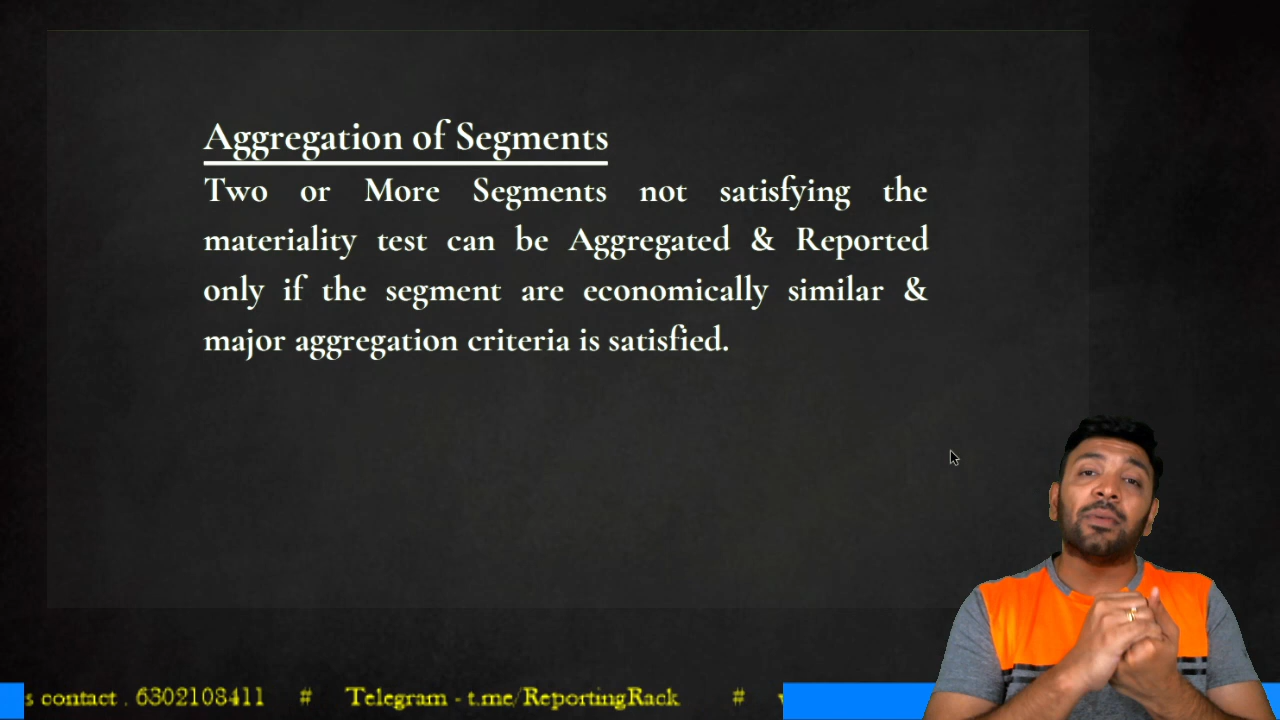 Aggregation of Segments
Two or More Segments not satisfying the
materiality test can be Aggregated & Reported
only if the segment are economically similar &
major aggregation criteria is satisfied.
s contact . 6302108411 # Telegram - t.me/ReportingRack #